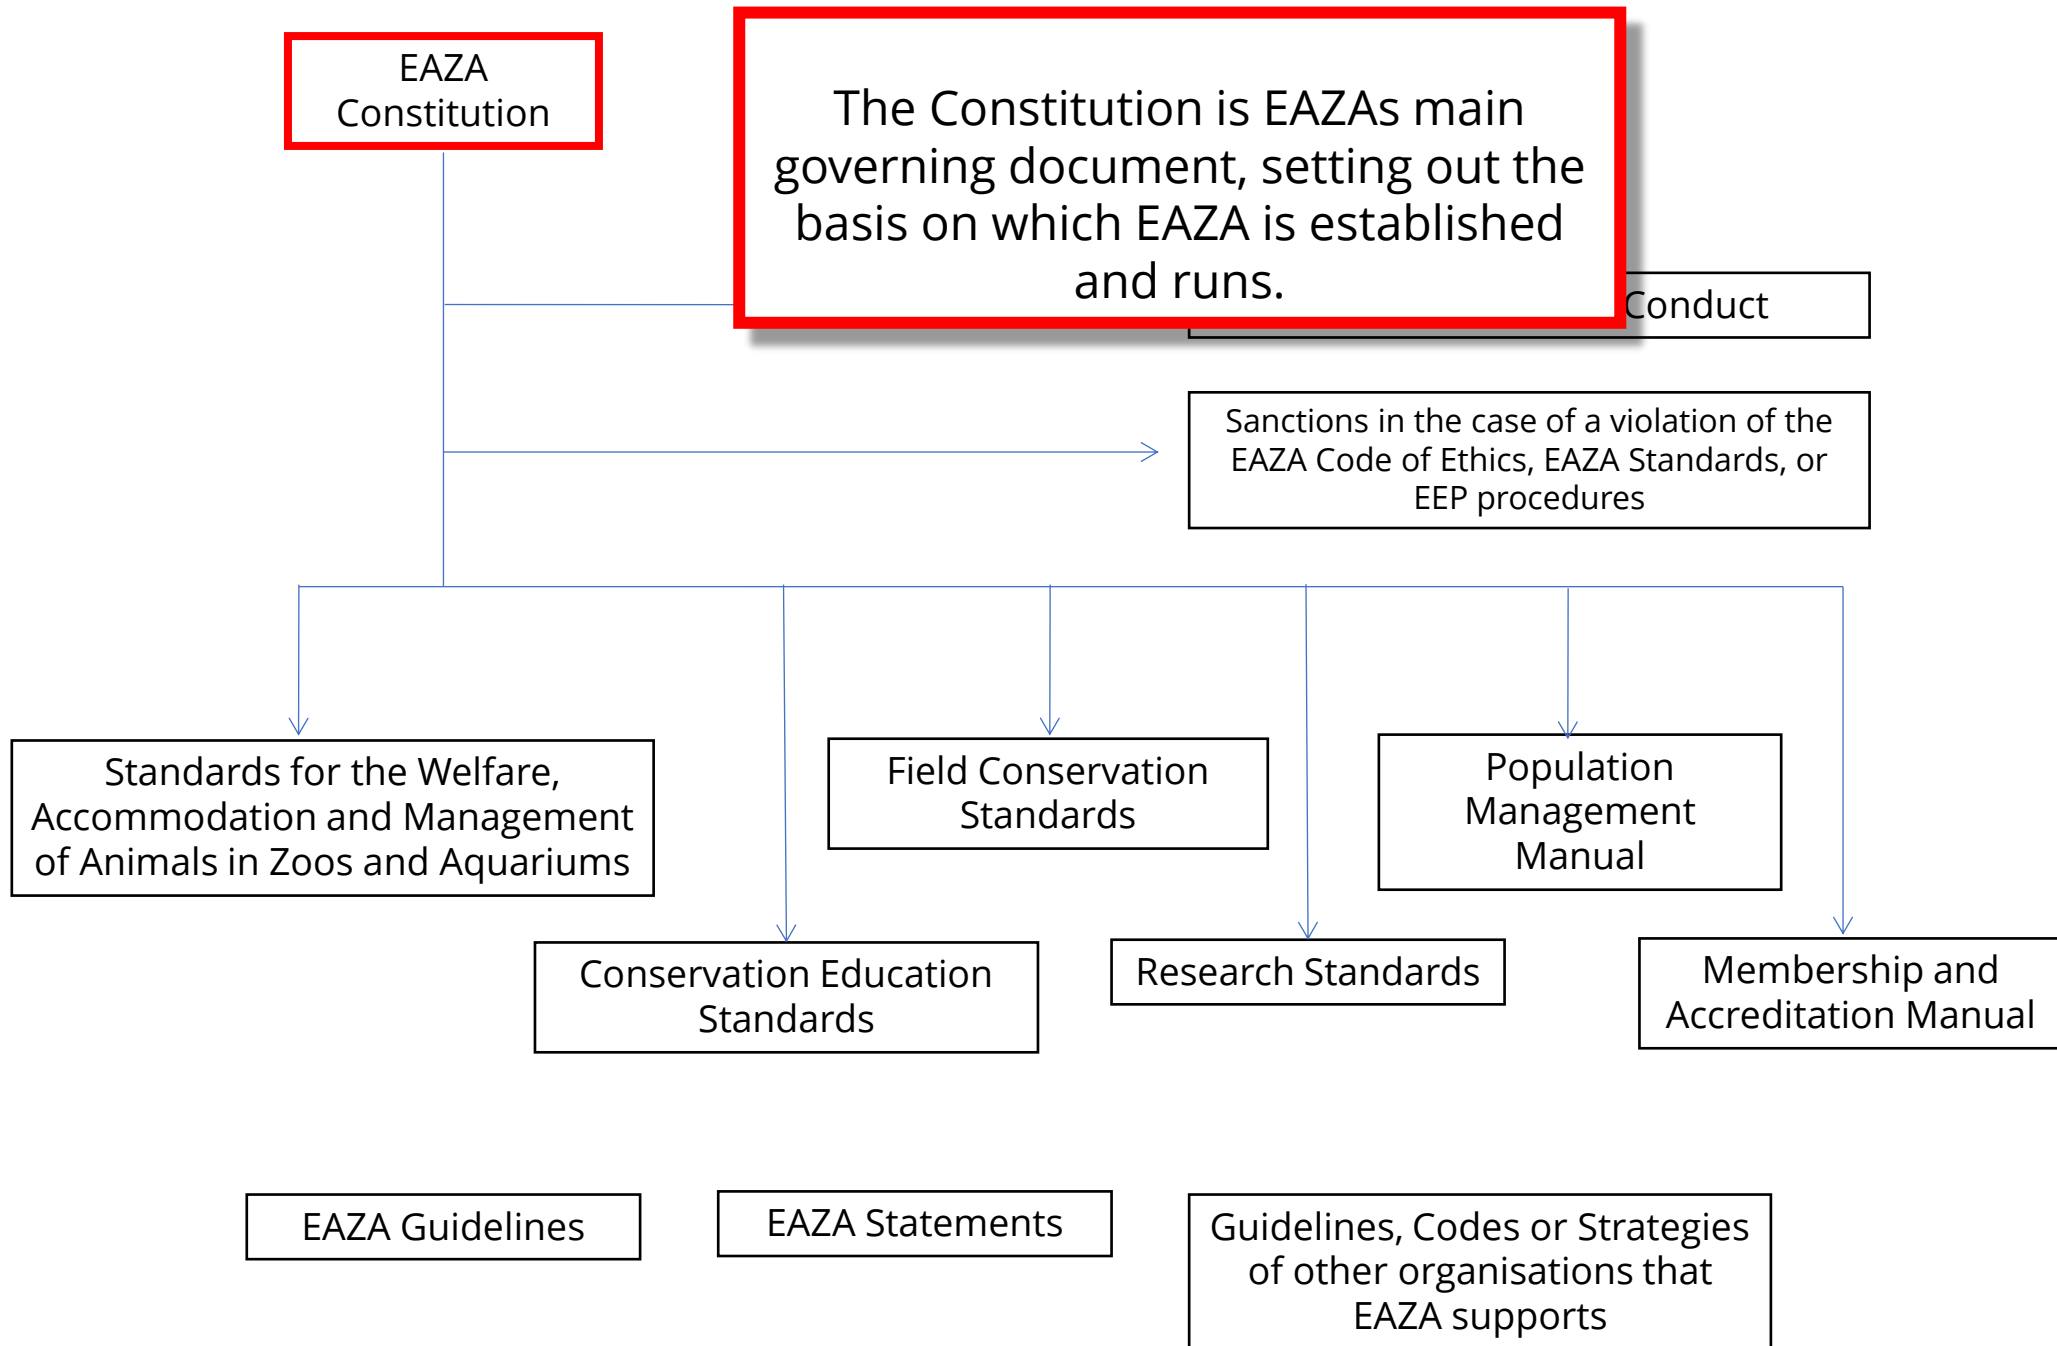 EAZA
Constitution
The Constitution is EAZAs main
governing document, setting out the
basis on which EAZA is established
and runs.
Conduct
Sanctions in the case of a violation of the
EAZA Code of Ethics, EAZA Standards, or
EEP procedures
Standards for the Welfare,
Accommodation and Management
of Animals in Zoos and Aquariums
Field Conservation
Standards
Population
Management
Manual
Conservation Education
Standards
Research Standards
Membership and
Accreditation Manual
EAZA Guidelines
EAZA Statements
Guidelines, Codes or Strategies
of other organisations that
EAZA supports